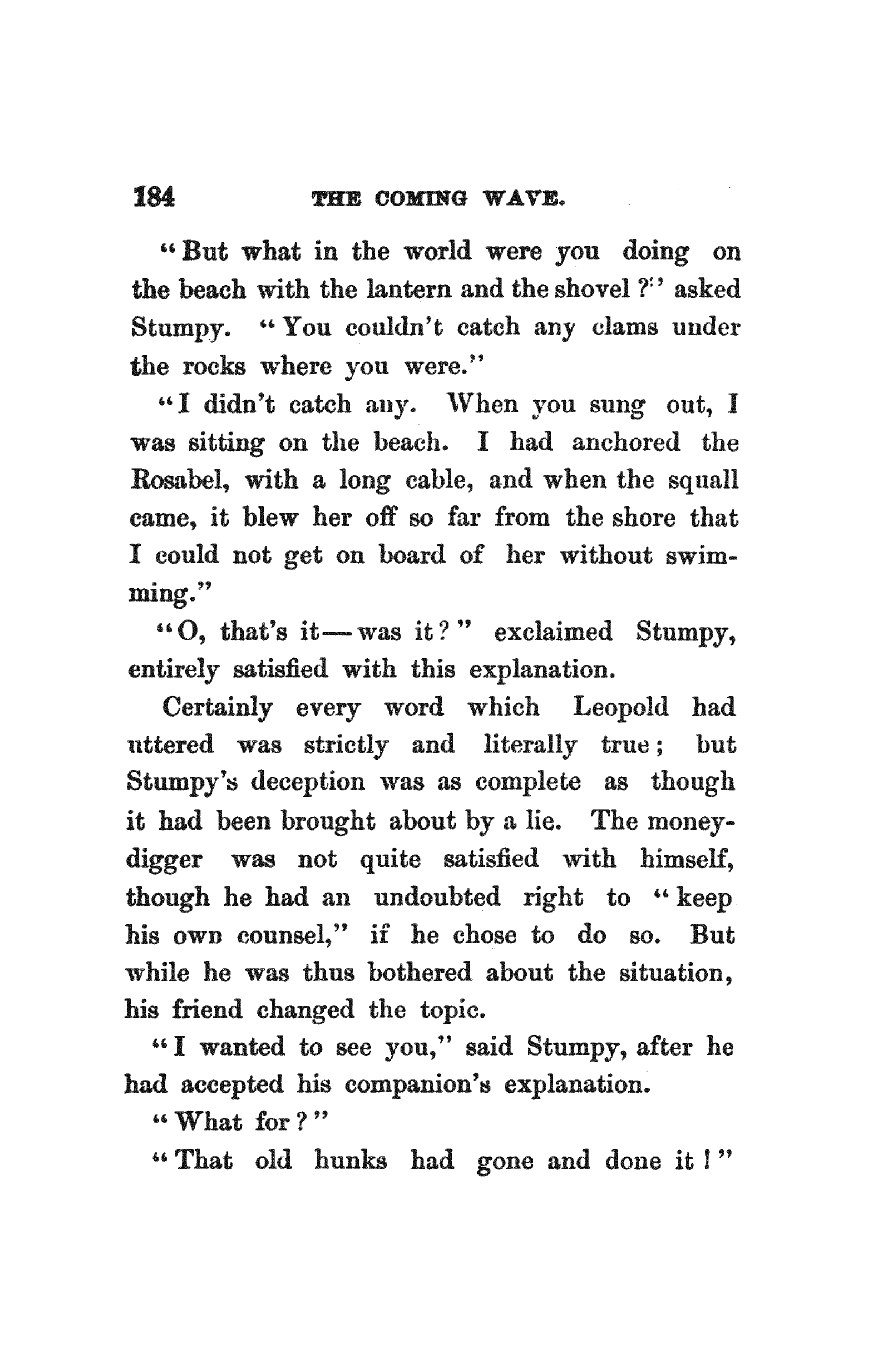 184 THE COMING WAVE.
“But what in the world were you doing on
the beach with the lantern and the shovel?” asked
Stumpy. “You couldn’t catch any clams under
the rocks where you were.”
“I didn’t catch any. When you sung out, I
was sitting on the beach. I had anchored the
Rosabel, with a long cable, and when the squall
came, it blew her off so far from the shore that
I could not get on board of her without swim-
ming.”
“O, that’s it—was it?” exclaimed Stumpy,
entirely satisfied with this explanation.
Certainly every word which Leopold had
uttered was strictly and literally true; but
Stumpy’s deception was as complete as though
it had been brought about by a lie. The money-
digger was not quite satisfied with himself,
though he had an undoubted right to “keep
his own counsel,” if he chose to do so. But
while he was thus bothered about the situation,
his friend changed the topic.
“I wanted to see you,” said Stumpy, after he
had accepted his companion’s explanation.
“What for?”
“That old hunks had gone and done it!”